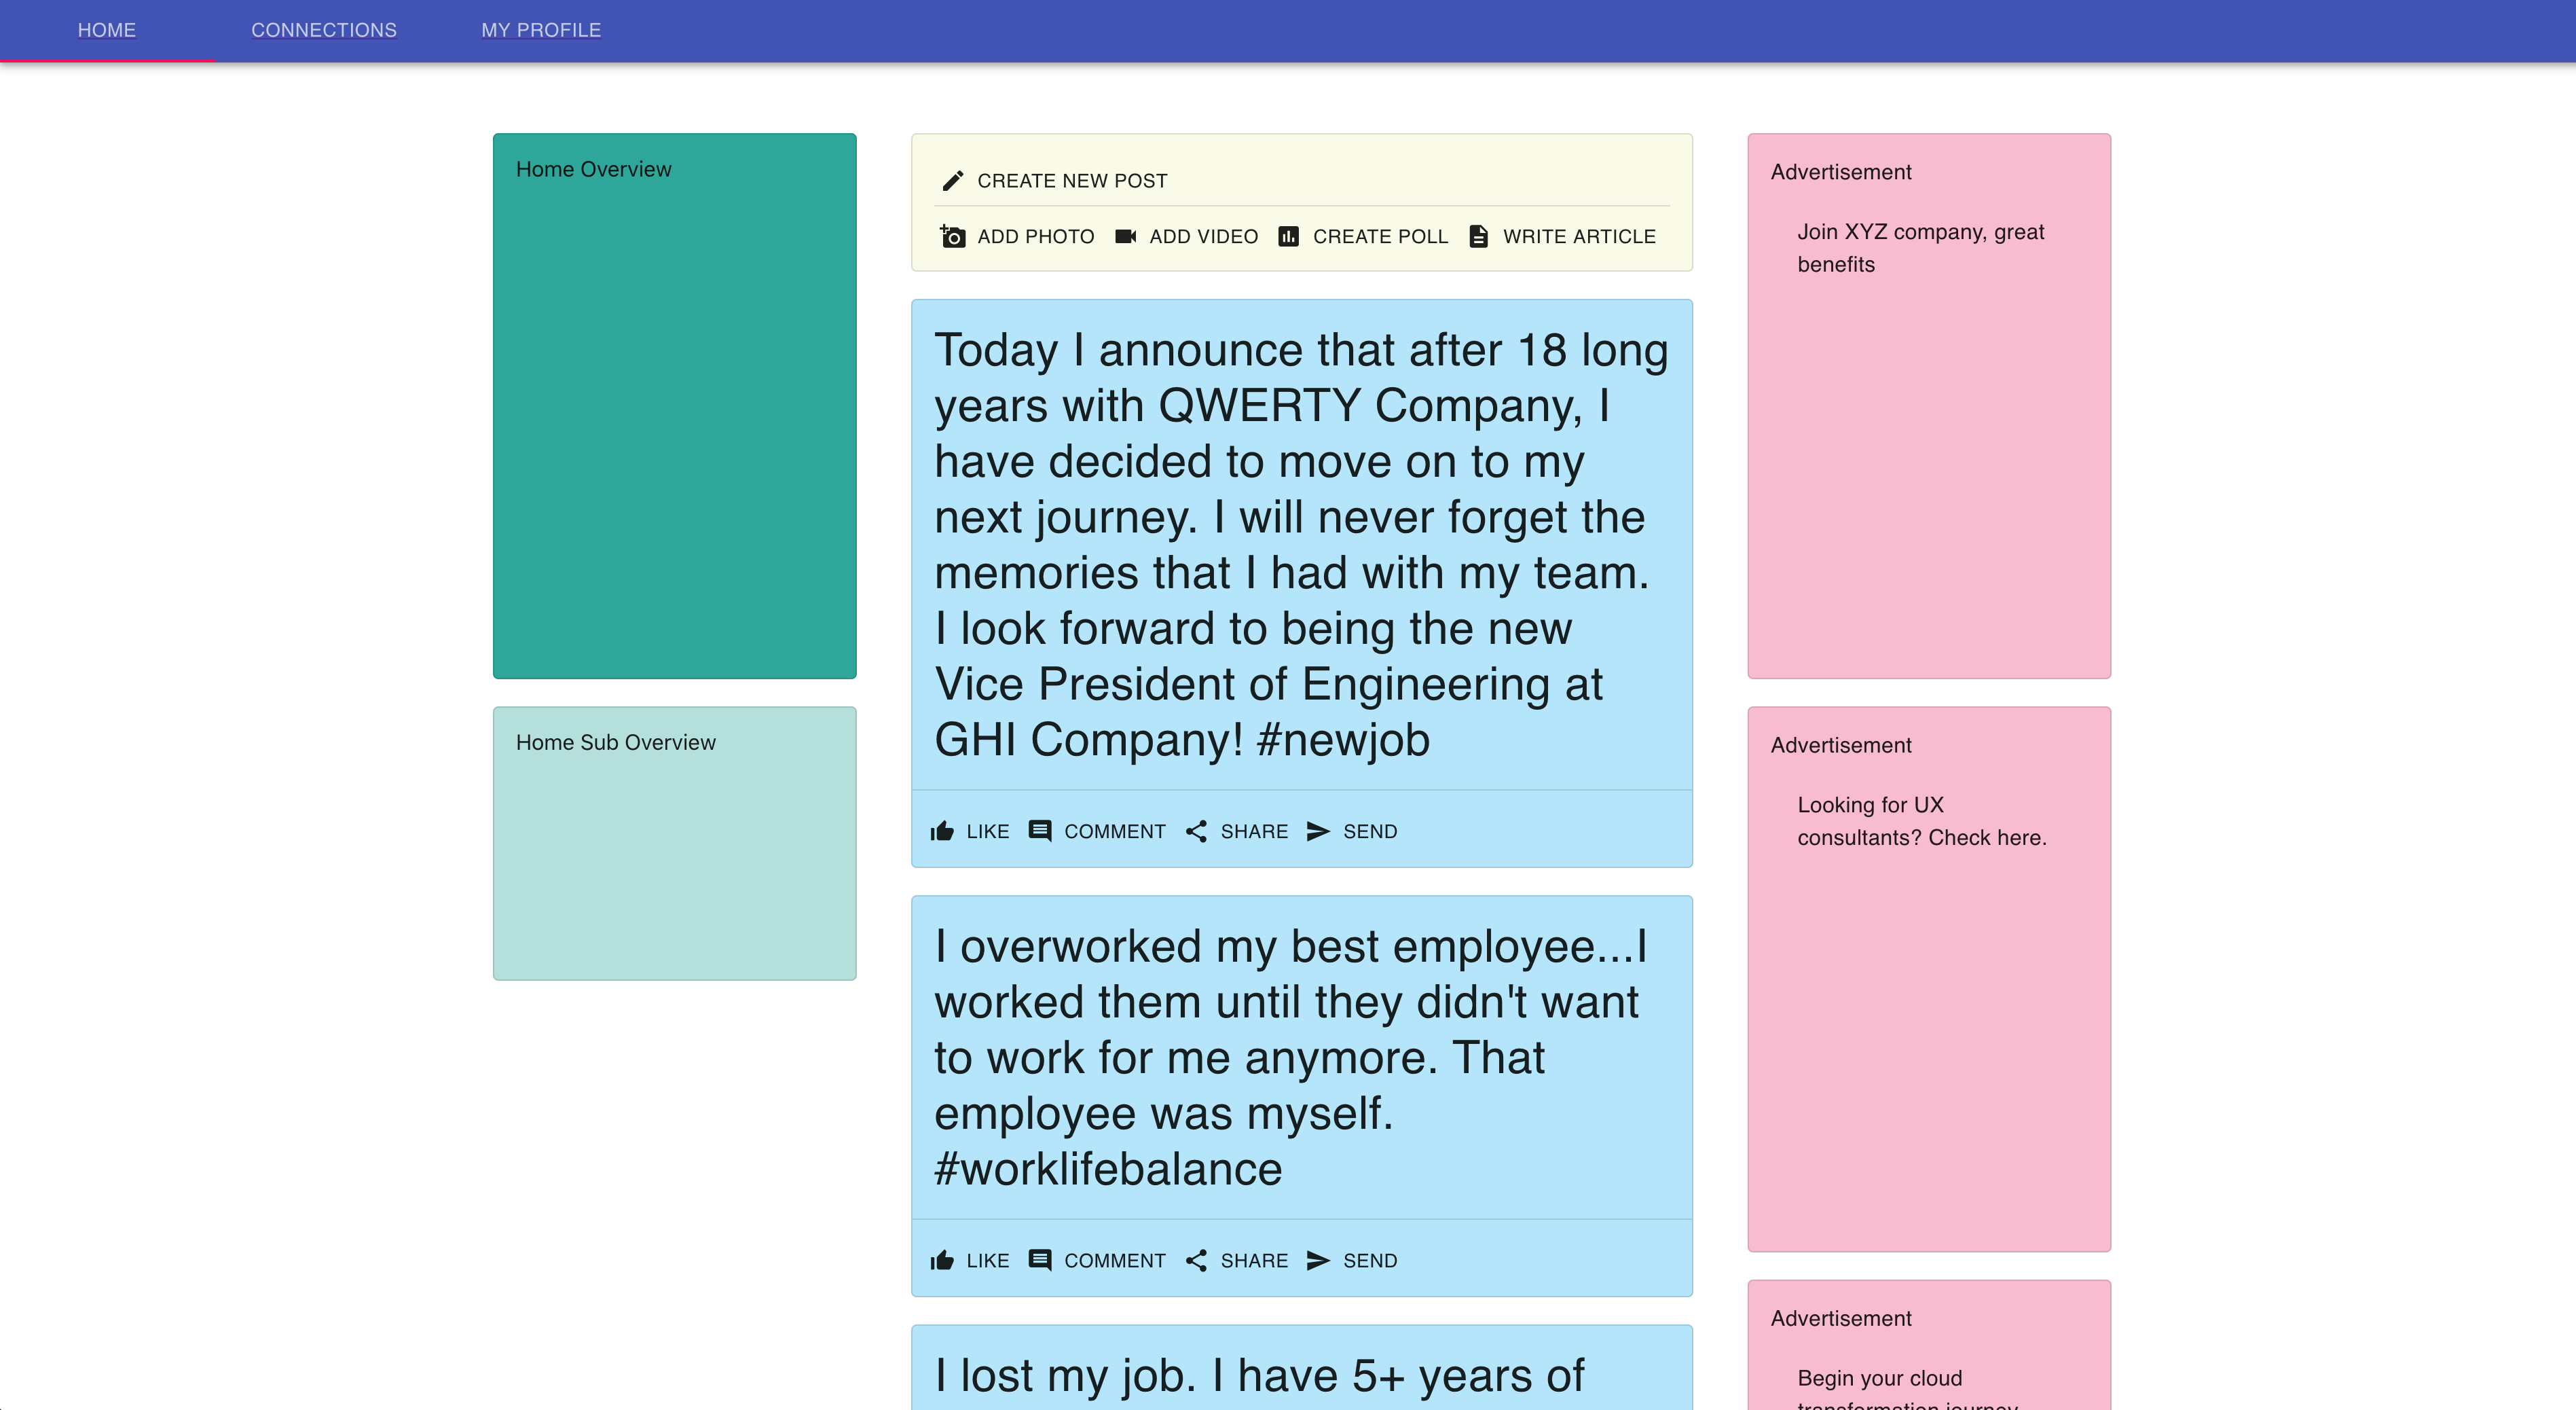 HOME CONNECTIONS MY PROFILE
Home Overview
Home Sub Overview
CREATE NEW POST
ADD PHOTO ADD VIDEO CREATE POLL WRITE ARTICLE
Today I announce that after 18 long
years with QWERTY Company, I
have decided to move on to my
next journey. I will never forget the
memories that I had with my team.
I look forward to being the new
Vice President of Engineering at
GHI Company! #newjob
LIKE COMMENT SHARE SEND
I overworked my best employee...I
worked them until they didn't want
to work for me anymore. That
employee was myself.
#worklifebalance
LIKE COMMENT SHARE SEND
I lost my job. I have 5+ years of
Advertisement
Join XYZ company, great
benefits
Advertisement
Looking for UX
consultants? Check here.
Advertisement
Begin your cloud
transformation journey